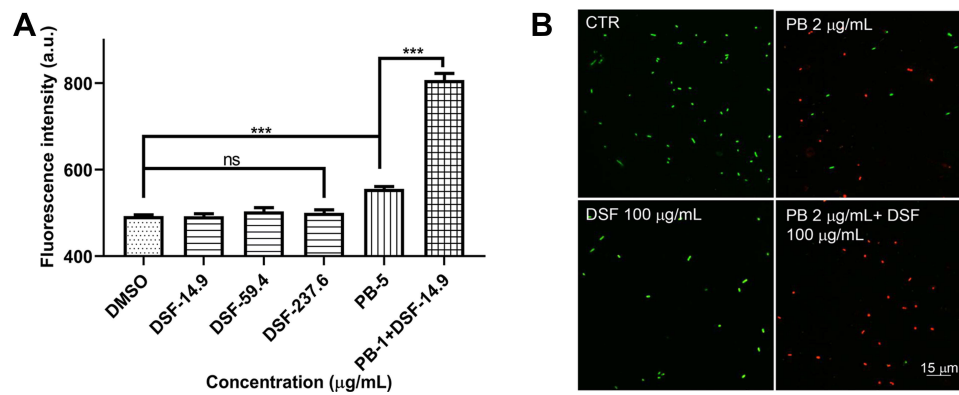 A
Fluorescence intensity (a.u.)
800
600
400
***
***
ns
DMSO
DSF-14.9
DSF-59.4
DSF-237.6
PB-5
PB-1+DSF-14.9
Concentration (μg/mL)
B
CTR
PB 2 μg/mL
DSF 100 μg/mL
PB 2 μg/mL+ DSF
100 μg/mL
15 μm